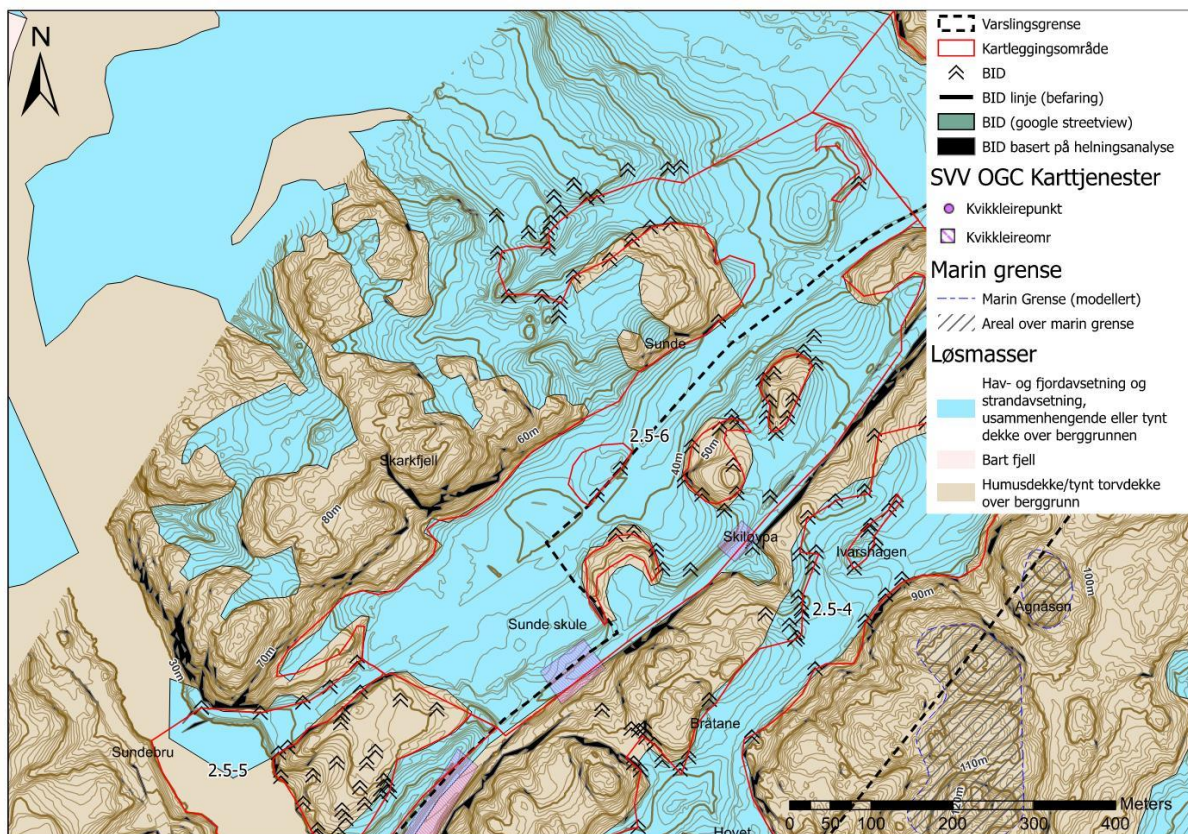 N
Varslingsgrense
Kartleggingsområde
BID
BID linje (befaring)
BID (google streetview)
BID basert på helningsanalyse
SVV OGC Karttjenester
Kvikkleirepunkt
Kvikkleireomr
Marin grense
Marin Grense (modellert)
Areal over marin grense
Løsmasser
Hav- og fjordavsetning og
strandavsetning,
usammenhengende eller tynt
dekke over berggrunnen
Bart fjell
Humusdekke/tynt torvdekke
over berggrunn
Sunde
2.5-6
60m
40m
50m
Skarkfjell
80m
Skiløypa
Ivarshagen
100m
90m
Agnåsen
2.5-4
Sunde skule
70m
30m
Bråtane
Sundebru
2.5-5
110m
120m
Hovet
Meters
0 50 100 200 300 400